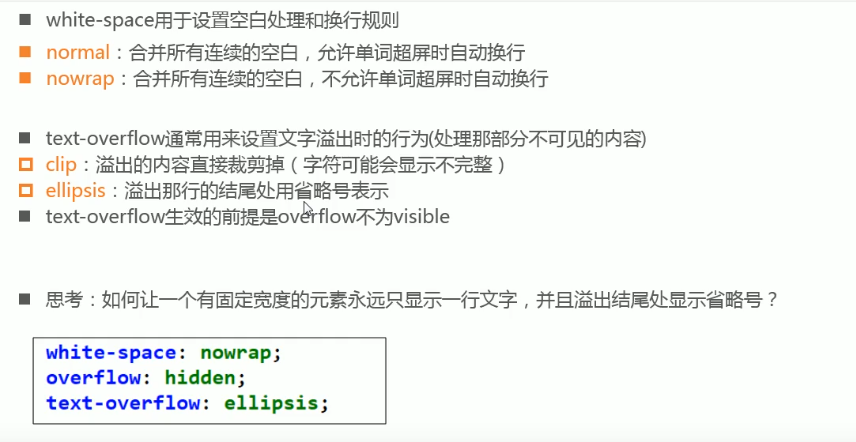 white-space用于设置空白处理和换行规则
normal：合并所有连续的空白，允许单词超屏时自动换行
nowrap：合并所有连续的空白，不允许单词超屏时自动换行
text-overflow通常用来设置文字溢出时的行为(处理那部分不可见的内容)
clip：溢出的内容直接裁剪掉（字符可能会显示不完整）
ellipsis：溢出那行的结尾处用省略号表示
text-overflow生效的前提是overflow不为visible
思考：如何让一个有固定宽度的元素永远只显示一行文字，并且溢出结尾处显示省略号？
white-space: nowrap;
overflow: hidden;
text-overflow: ellipsis;